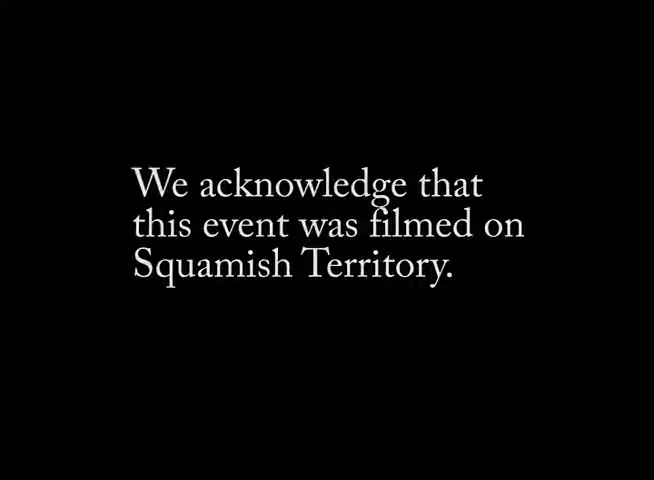 We acknowledge that
this event was filmed on
Squamish Territory.